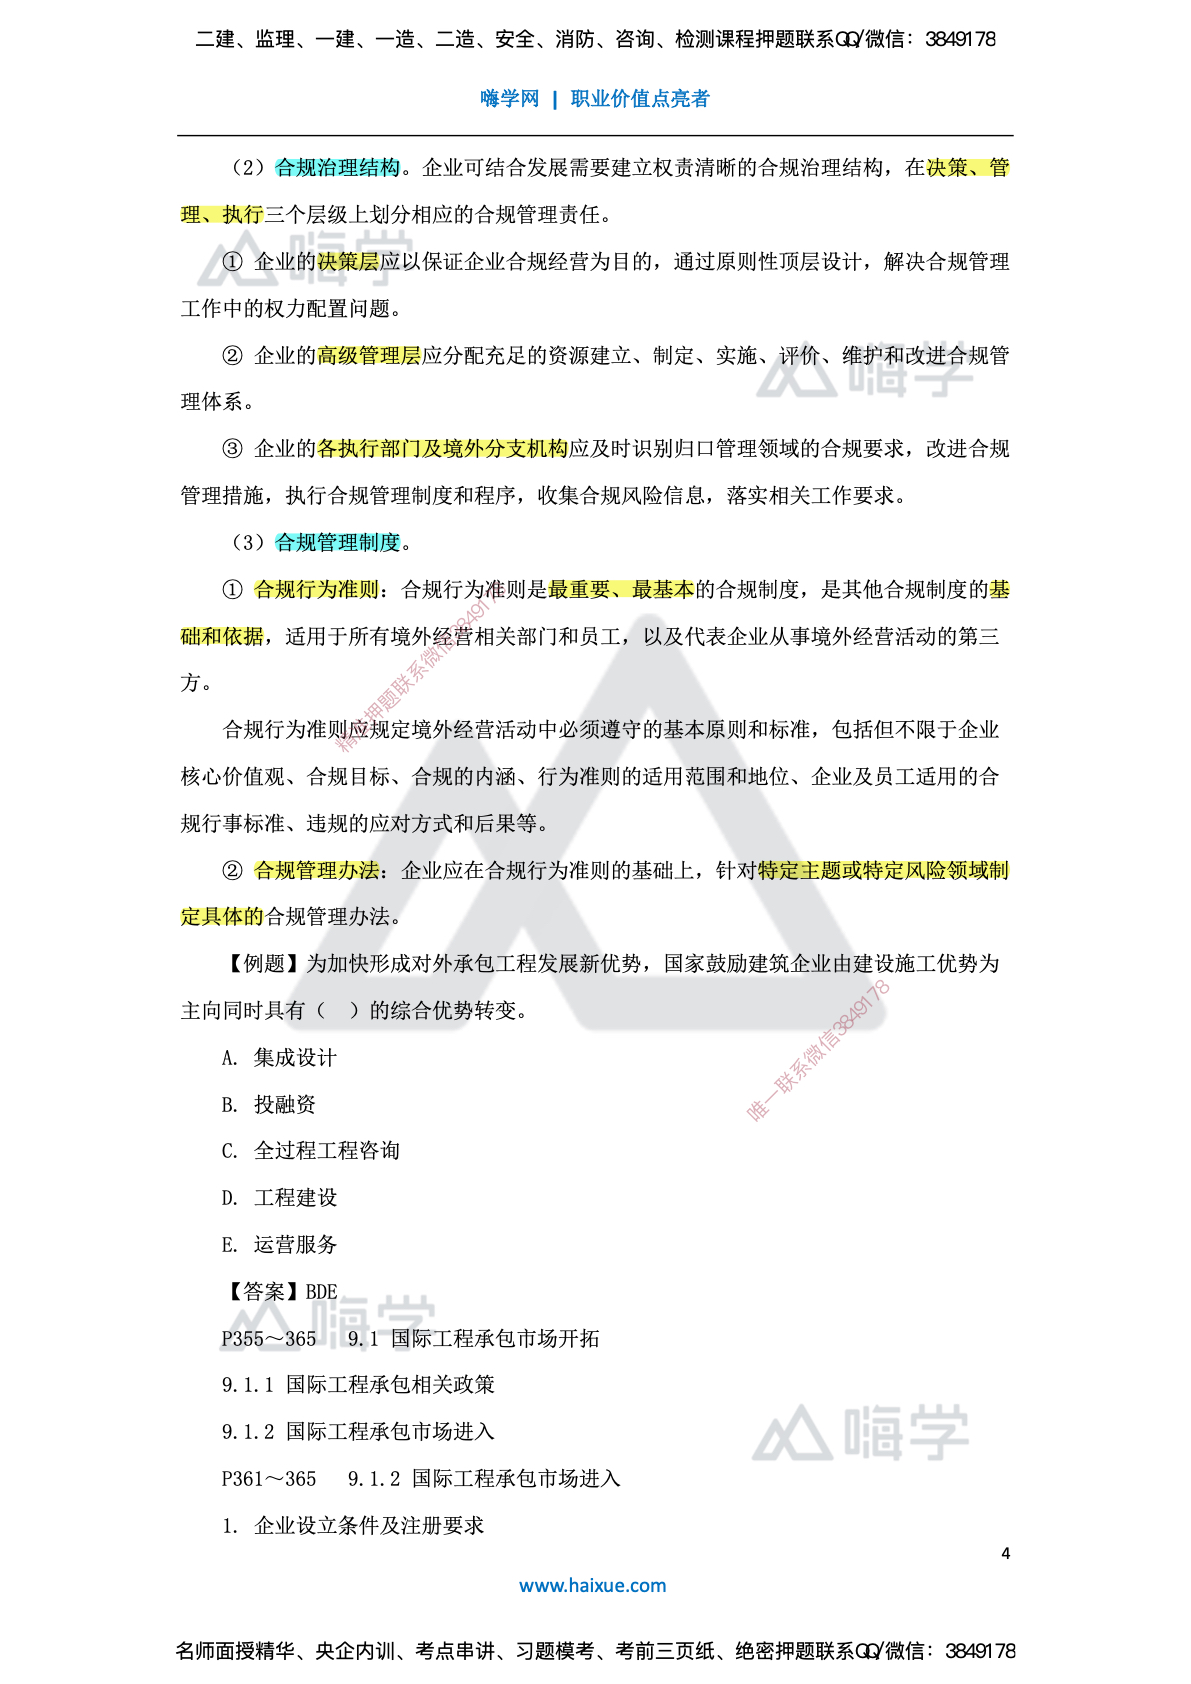 二建、监理、一建、一造、二造、安全、消防、咨询、检测课程押题联系QQ/微信：3849178
嗨学网 | 职业价值点亮者
（2）合规治理结构。企业可结合发展需要建立权责清晰的合规治理结构，在决策、管
理、执行三个层级上划分相应的合规管理责任。
嗨学
① 企业的决策层应以保证企业合规经营为目的，通过原则性顶层设计，解决合规管理
工作中的权力配置问题。
② 企业的高级管理层应分配充足的资源建立、制定、实施、评价、维护和改进合规管
嗨学
理体系。
③ 企业的各执行部门及境外分支机构应及时识别归口管理领域的合规要求，改进合规
管理措施，执行合规管理制度和程序，收集合规风险信息，落实相关工作要求。
（3）合规管理制度。
① 合规行为准则：合规行为准则是最重要、最基本的合规制度，是其他合规制度的基
础和依据，适用于所有境外经营相关部门和员工，以及代表企业从事境外经营活动的第三
方。
精准押题联系微信3849178
合规行为准则应规定境外经营活动中必须遵守的基本原则和标准，包括但不限于企业
核心价值观、合规目标、合规的内涵、行为准则的适用范围和地位、企业及员工适用的合
规行事标准、违规的应对方式和后果等。
② 合规管理办法：企业应在合规行为准则的基础上，针对特定主题或特定风险领域制
定具体的合规管理办法。
【例题】为加快形成对外承包工程发展新优势，国家鼓励建筑企业由建设施工优势为
主向同时具有（ ）的综合优势转变。
唯一联系微信3849178
A. 集成设计
B. 投融资
C. 全过程工程咨询
D. 工程建设
E. 运营服务
【答案】BDE
嗨学
P355～365 9.1 国际工程承包市场开拓
9.1.1 国际工程承包相关政策
9.1.2 国际工程承包市场进入
嗨学
P361～365 9.1.2 国际工程承包市场进入
1. 企业设立条件及注册要求
4
www.haixue.com
名师面授精华、央企内训、考点串讲、习题模考、考前三页纸、绝密押题联系QQ/微信：3849178